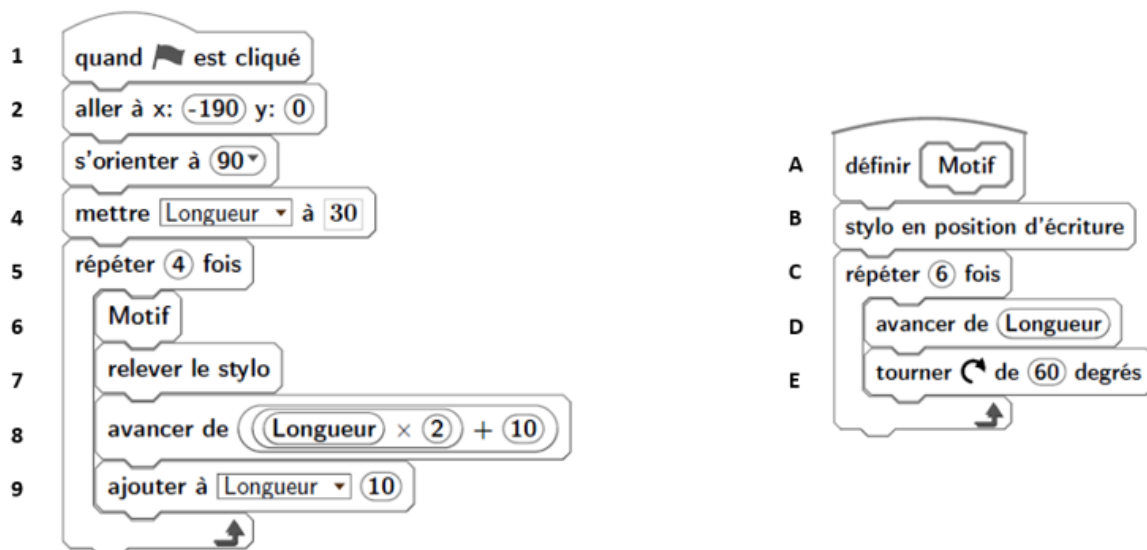 1 quand est cliqué
2 aller à x: -190 y: 0
3 s'orienter à 90
4 mettre Longueur à 30
5 répéter 4 fois
6 Motif
7 relever le stylo
8 avancer de Longueur × 2 + 10
9 ajouter à Longueur 10
A définir Motif
B stylo en position d'écriture
C répéter 6 fois
D avancer de Longueur
E tourner de 60 degrés